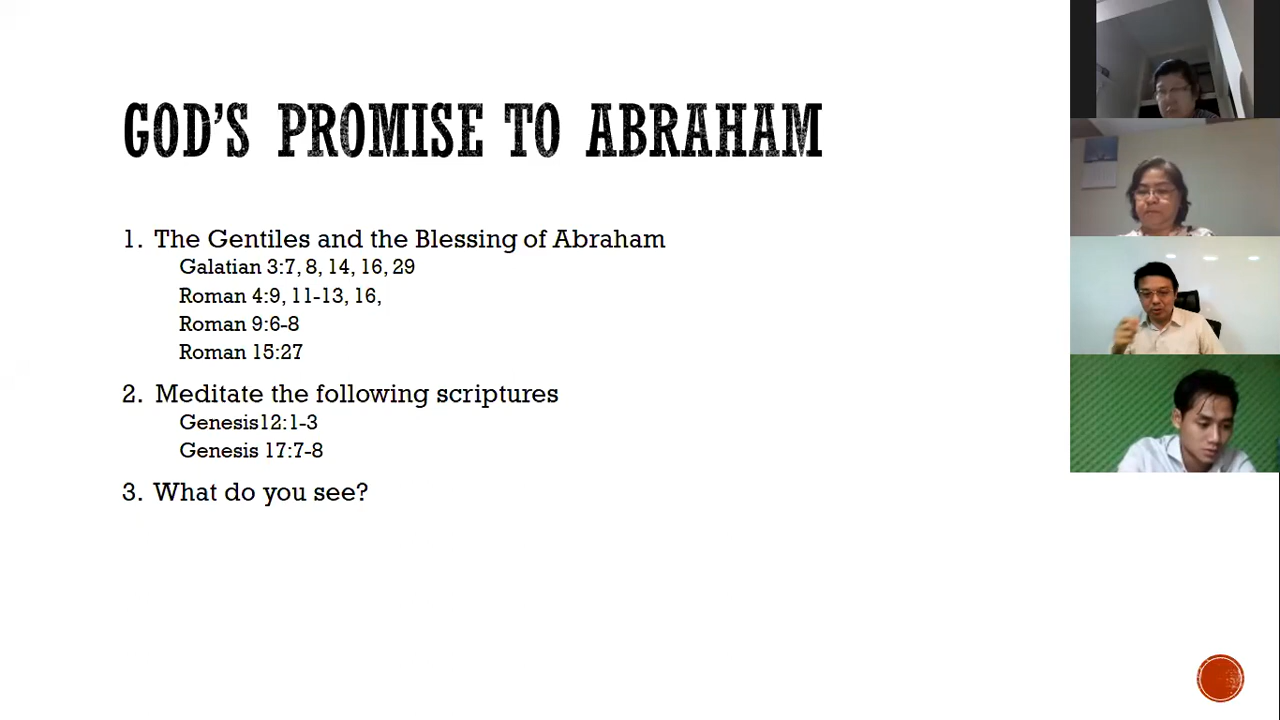 GOD'S PROMISE TO ABRAHAM
1. The Gentiles and the Blessing of Abraham
Galatian 3:7, 8, 14, 16, 29
Roman 4:9, 11-13, 16,
Roman 9:6-8
Roman 15:27
2. Meditate the following scriptures
Genesis12:1-3
Genesis 17:7-8
3. What do you see?